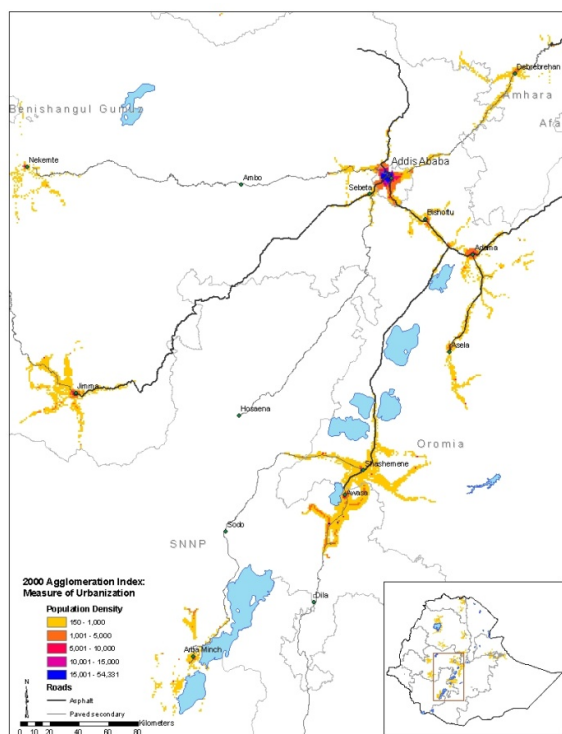 Debrebrehan
Amhara
Benishangul Gumuz
Afa
Addis Ababa
Nekemte
Ambo
Sebeta
Bishoftu
Adama
Asela
Jimma
Hosaena
Oromia
Shashemene
Awasa
SNNP
Sodo
Dila
Arba Minch
2000 Agglomeration Index:
Measure of Urbanization
Population Density
150 - 1,000
1,001 - 5,000
5,001 - 10,000
10,001 - 15,000
15,001 - 54,331
Roads
Asphalt
Paved secondary
N
Kilometers
0 10 20 40 60 80